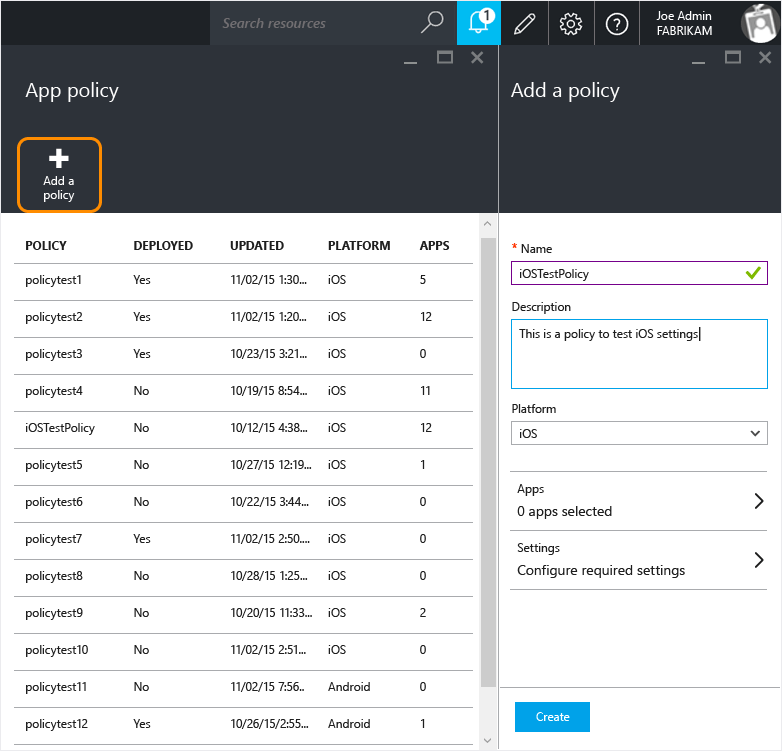 Search resources
1
Joe Admin
FABRIKAM
App policy
Add a
policy
POLICY DEPLOYED UPDATED PLATFORM APPS
policytest1 Yes 11/02/15 1:30... iOS 5
policytest2 Yes 11/02/15 1:20... iOS 12
policytest3 Yes 10/23/15 3:21... iOS 0
policytest4 No 10/19/15 8:54... iOS 11
iOSTestPolicy No 10/12/15 4:38... iOS 12
policytest5 No 10/27/15 12:19... iOS 1
policytest6 No 10/22/15 3:44... iOS 0
policytest7 Yes 11/02/15 2:50.... iOS 0
policytest8 No 10/28/15 1:25... iOS 0
policytest9 No 10/20/15 11:33... iOS 2
policytest10 No 11/02/15 2:51... iOS 0
policytest11 No 11/02/15 7:56.. Android 0
policytest12 Yes 10/26/15/2:55... Android 1
Add a policy
* Name
iOSTestPolicy
Description
This is a policy to test iOS settings
Platform
iOS
Apps
0 apps selected
Settings
Configure required settings
Create